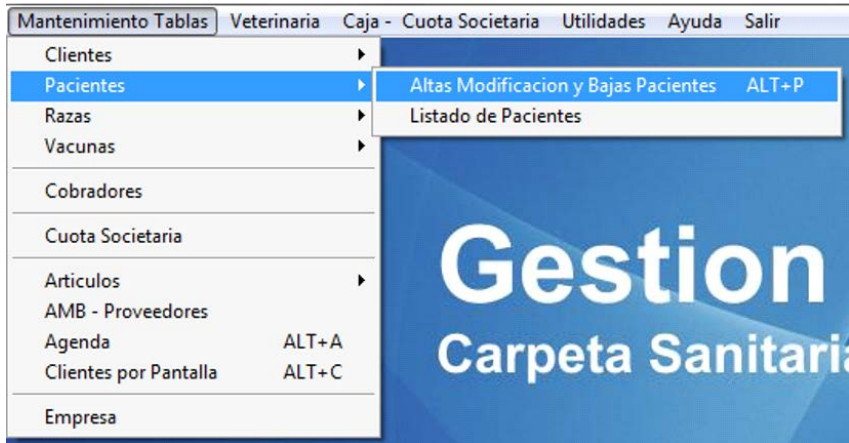 Mantenimiento Tablas Veterinaria Caja - Cuota Societaria Utilidades Ayuda Salir
Clientes
Pacientes
Altas Modificacion y Bajas Pacientes ALT+P
Listado de Pacientes
Razas
Vacunas
Cobradores
Cuota Societaria
Articulos
AMB - Proveedores
Agenda ALT+A
Clientes por Pantalla ALT+C
Empresa
Gestion
Carpeta Sanitaria